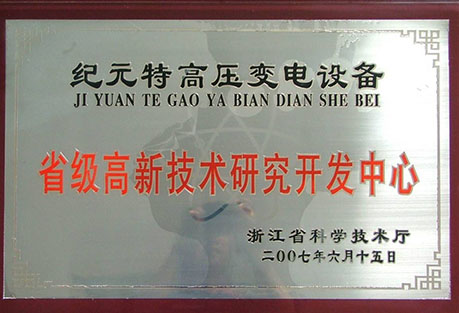 纪元特高压变电设备
JI YUAN TE GAO YA BIAN DIAN SHE BEI
省级高新技术研究开发中心
浙江省科学技术厅
二00七年六月十五日